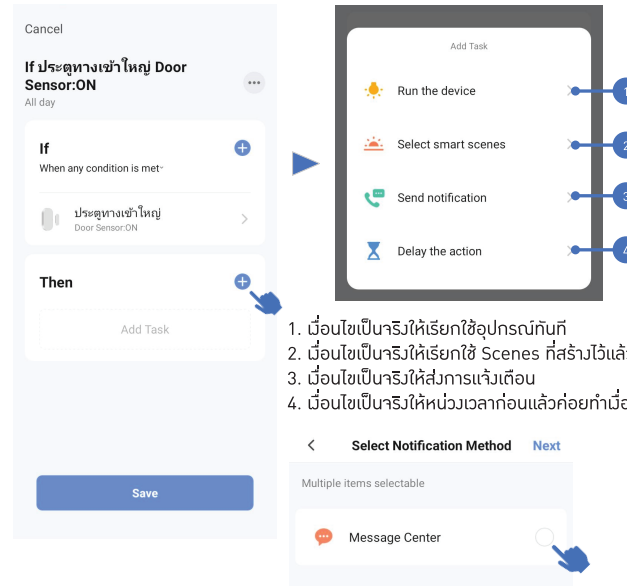 Cancel
If ประตูทางเข้าใหญ่ Door
Sensor:ON
All day
If
When any condition is met
ประตูทางเข้าใหญ่
Door Sensor:ON
Then
Add Task
Save
Add Task
Run the device
1
Select smart scenes
2
Send notification
3
Delay the action
4
1. เงื่อนไขเป็นจริงให้เรียกใช้อุปกรณ์ทันที
2. เงื่อนไขเป็นจริงให้เรียกใช้ Scenes ที่สร้างไว้แล้
3. เงื่อนไขเป็นจริงให้ส่งการแจ้งเตือน
4. เงื่อนไขเป็นจริงให้หน่วงเวลาก่อนแล้วค่อยทำเงื่อ
Select Notification Method Next
Multiple items selectable
Message Center